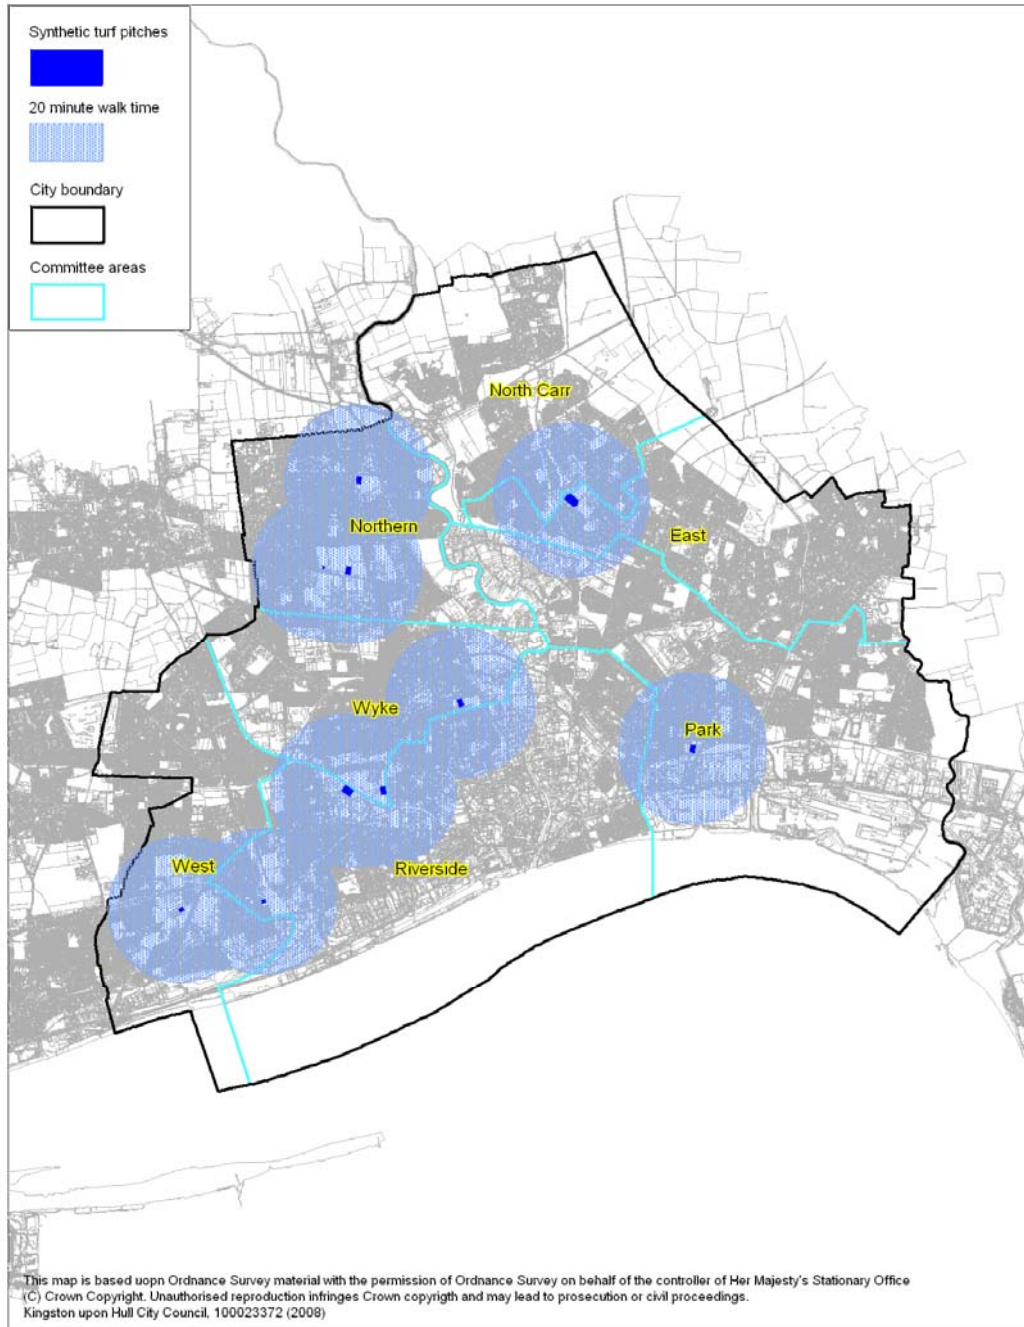 Synthetic turf pitches
20 minute walk time
City boundary
Committee areas
North Carr
Northern
East
Wyke
Park
West
Riverside
This map is based uopn Ordnance Survey material with the permission of Ordnance Survey on behalf of the controller of Her Majesty's Stationary Office
(C) Crown Copyright. Unauthorised reproduction infringes Crown copyrigth and may lead to prosecution or civil proceedings.
Kingston upon Hull City Council, 100023372 (2008)